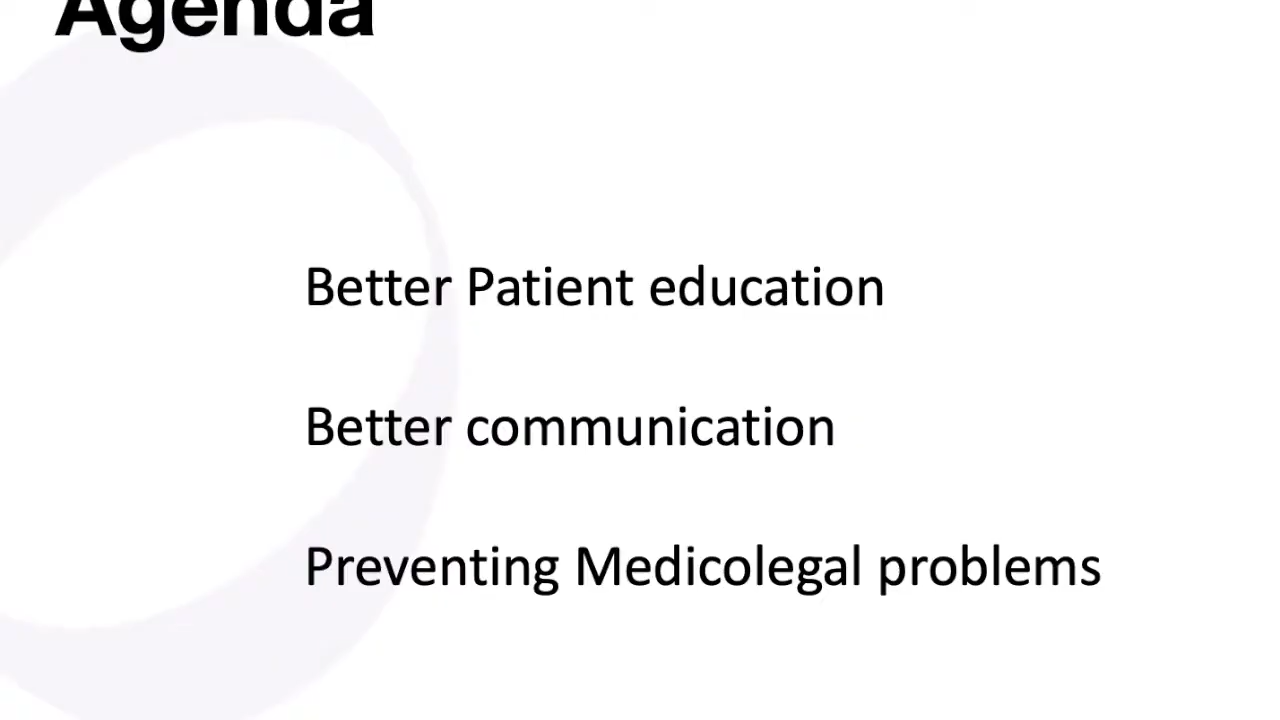 Agenda
Better Patient education
Better communication
Preventing Medicolegal problems